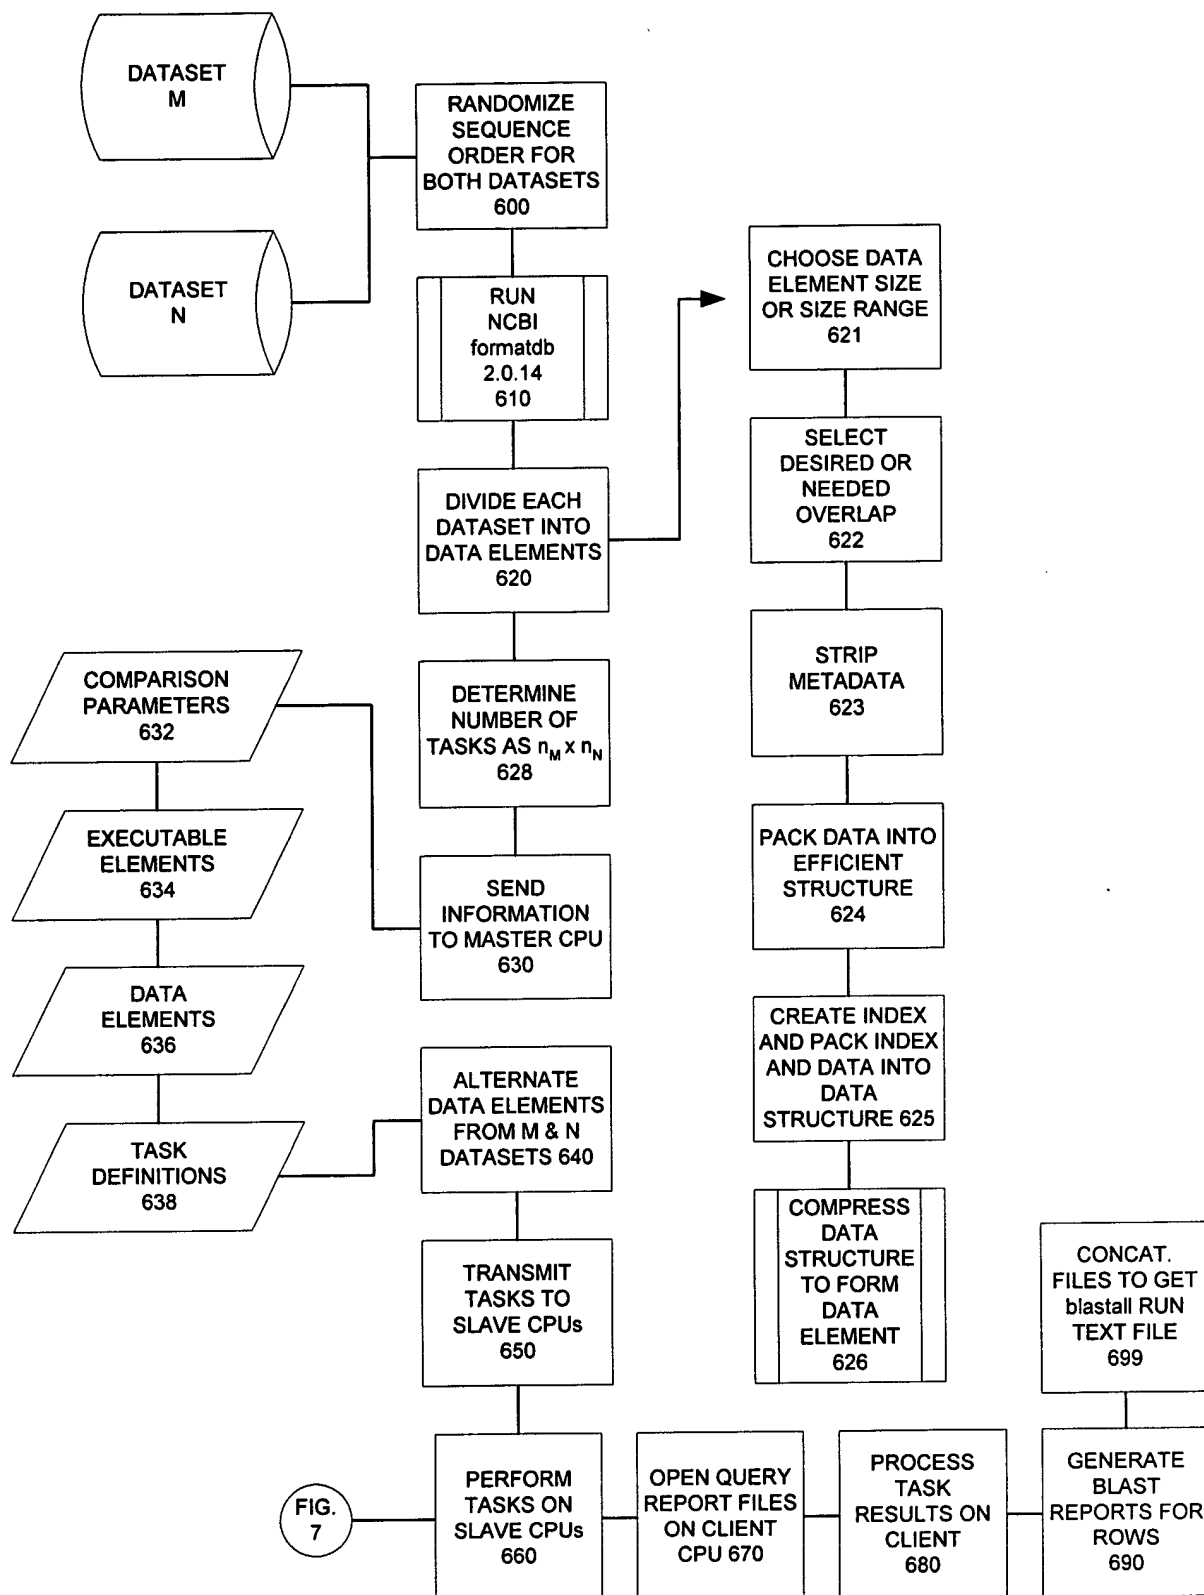 DATASET
M
DATASET
N
RANDOMIZE
SEQUENCE
ORDER FOR
BOTH DATASETS
600
RUN
NCBI
formatdb
2.0.14
610
DIVIDE EACH
DATASET INTO
DATA ELEMENTS
620
CHOOSE DATA
ELEMENT SIZE
OR SIZE RANGE
621
SELECT
DESIRED OR
NEEDED
OVERLAP
622
STRIP
METADATA
623
PACK DATA INTO
EFFICIENT
STRUCTURE
624
CREATE INDEX
AND PACK INDEX
AND DATA INTO
DATA
STRUCTURE 625
COMPRESS
DATA
STRUCTURE
TO FORM
DATA
ELEMENT
626
DETERMINE
NUMBER OF
TASKS AS nM x nN
628
SEND
INFORMATION
TO MASTER CPU
630
COMPARISON
PARAMETERS
632
EXECUTABLE
ELEMENTS
634
DATA
ELEMENTS
636
TASK
DEFINITIONS
638
ALTERNATE
DATA ELEMENTS
FROM M & N
DATASETS 640
TRANSMIT
TASKS TO
SLAVE CPUs
650
FIG.
7
PERFORM
TASKS ON
SLAVE CPUs
660
OPEN QUERY
REPORT FILES
ON CLIENT
CPU 670
PROCESS
TASK
RESULTS ON
CLIENT
680
GENERATE
BLAST
REPORTS FOR
ROWS
690
CONCAT.
FILES TO GET
blastall RUN
TEXT FILE
699